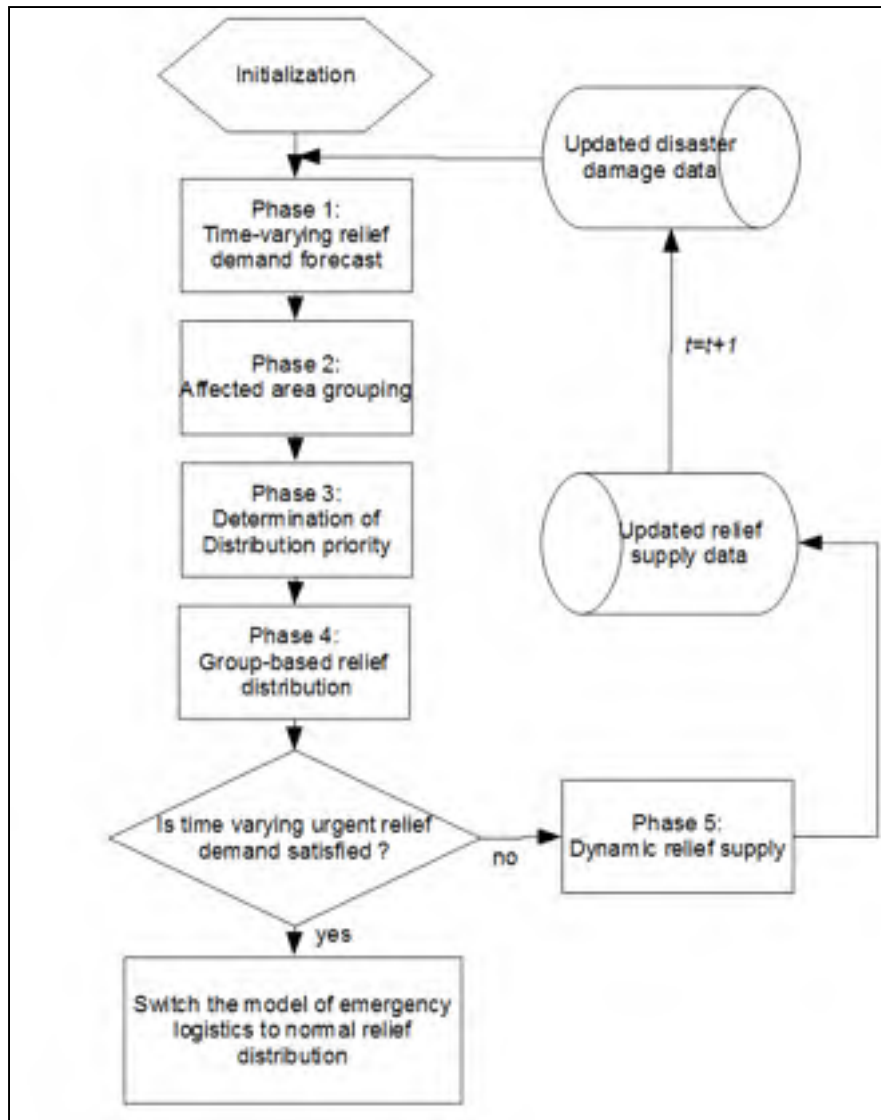 Initialization
Updated disaster
damage data
Phase 1:
Time-varying relief
demand forecast
Phase 2:
Affected area grouping
t=t+1
Phase 3:
Determination of
Distribution priority
Updated relief
supply data
Phase 4:
Group-based relief
distribution
Is time varying urgent relief
demand satisfied ?
no
Phase 5:
Dynamic relief supply
yes
Switch the model of emergency
logistics to normal relief
distribution